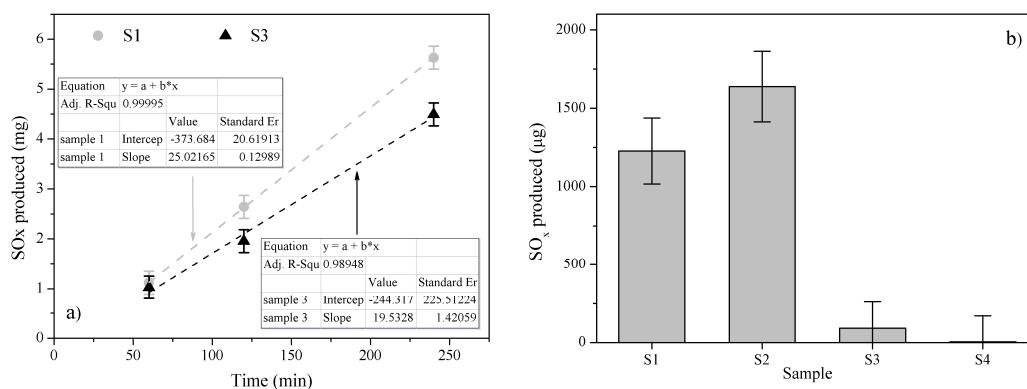 S1 S3
6
5
4
3
2
1
0
0 50 100 150 200 250
SOx produced (mg)
Time (min)
a)
Equation y = a + b*x
Adj. R-Squ 0.99995
Value Standard Er
sample 1 Intercep -373.684 20.61913
sample 1 Slope 25.02165 0.12989
Equation y = a + b*x
Adj. R-Squ 0.98948
Value Standard Er
sample 3 Intercep -244.317 225.51224
sample 3 Slope 19.5328 1.42059
b)
2000
1500
1000
500
0
SOx produced (µg)
S1 S2 S3 S4
Sample